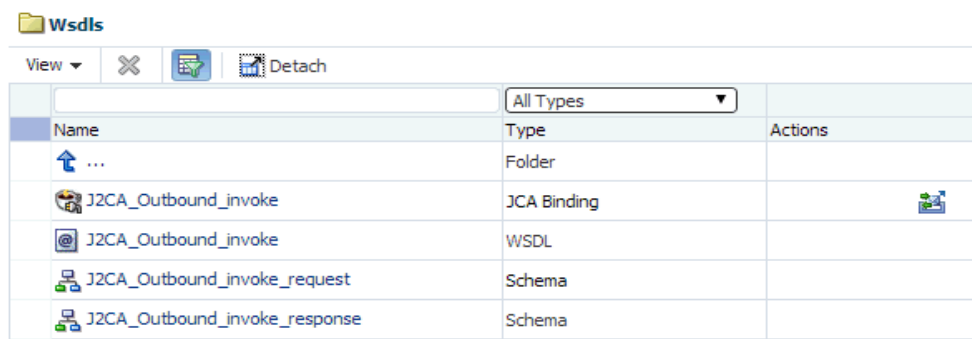 Wsdls
View Detach
All Types
Name Type Actions
... Folder
J2CA_Outbound_invoke JCA Binding
J2CA_Outbound_invoke WSDL
J2CA_Outbound_invoke_request Schema
J2CA_Outbound_invoke_response Schema